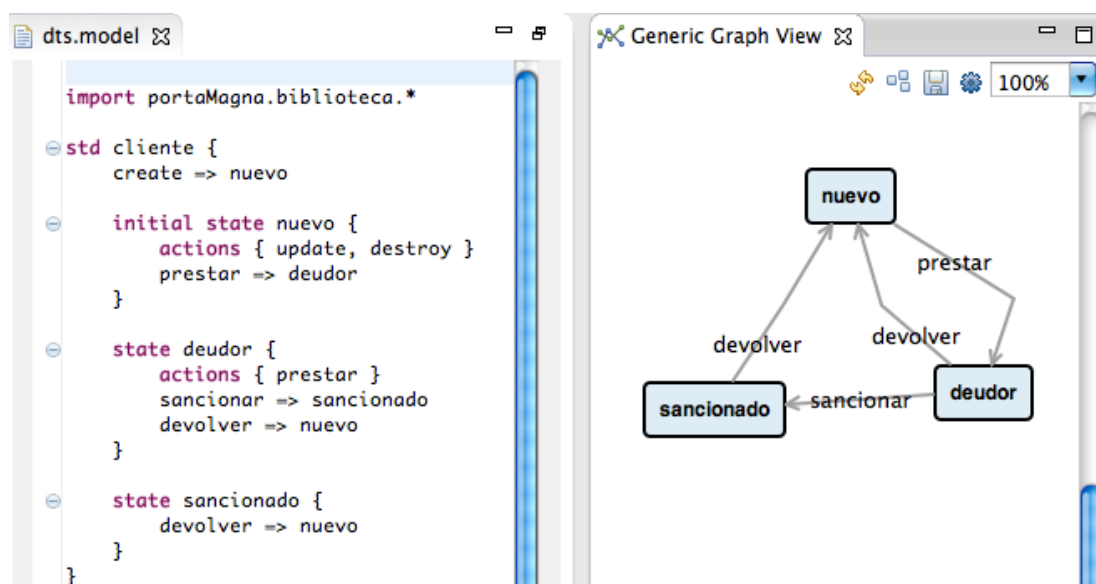 dts.model
import portaMagna.biblioteca.*
std cliente {
create => nuevo
initial state nuevo {
actions { update, destroy }
prestar => deudor
}
state deudor {
actions { prestar }
sancionar => sancionado
devolver => nuevo
}
state sancionado {
devolver => nuevo
}
}
Generic Graph View
100%
nuevo
prestar
devolver
devolver
deudor
sancionar
sancionado